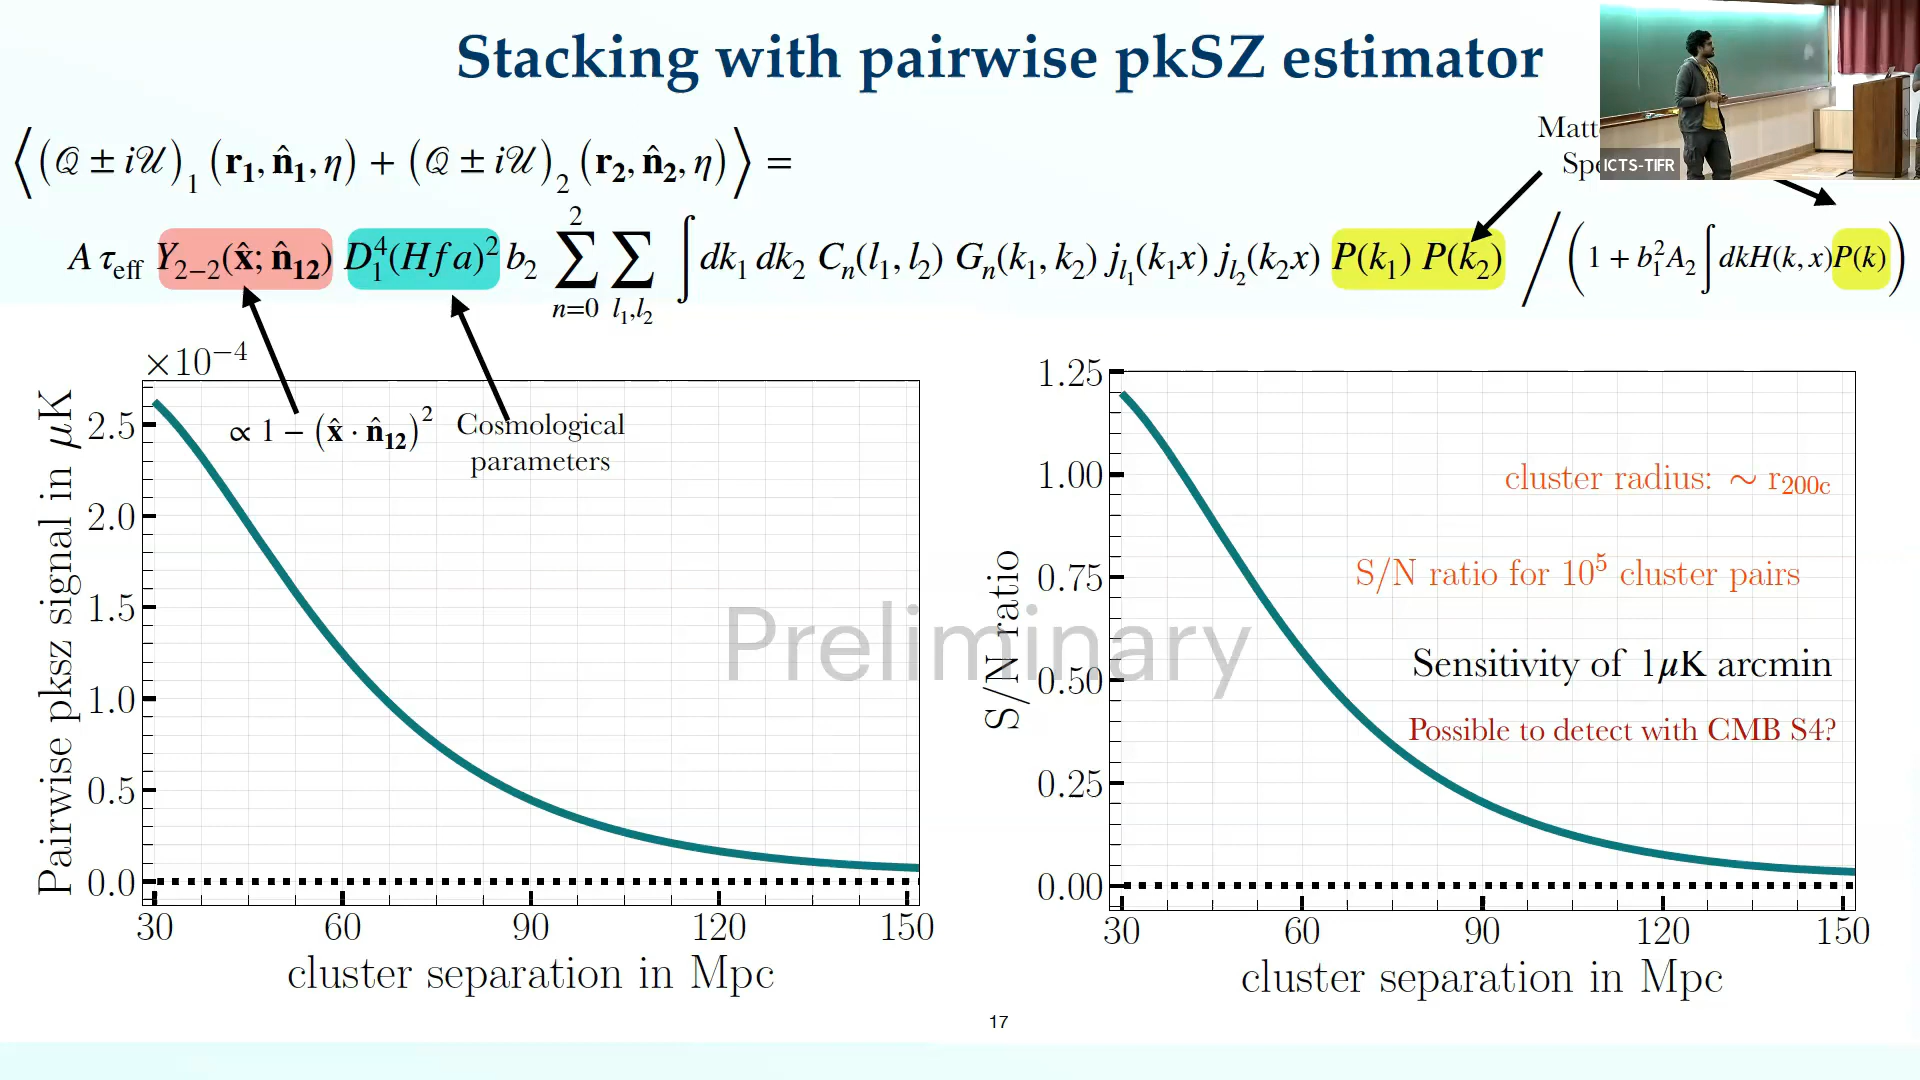 Stacking with pairwise pkSZ estimator
⟨(𝒬 ± i𝒰)₁ (r₁, n̂₁, η) + (𝒬 ± i𝒰)₂ (r₂, n̂₂, η)⟩ =
A τ_eff Y₂₋₂(x̂; n̂₁₂) D₁⁴(Hfa)² b₂ ∑_{n=0}^{2} ∑_{l₁,l₂} ∫ dk₁ dk₂ C_n(l₁, l₂) G_n(k₁, k₂) j_{l₁}(k₁x) j_{l₂}(k₂x) P(k₁) P(k₂) / (1 + b₁²A₂ ∫ dkH(k, x)P(k))
ICTS-TIFR
∝ 1 − (x̂ · n̂₁₂)²
Cosmological
parameters
×10⁻⁴
Pairwise pksz signal in μK
2.5
2.0
1.5
1.0
0.5
0.0
30 60 90 120 150
cluster separation in Mpc
Preliminary
S/N ratio
1.25
1.00
0.75
0.50
0.25
0.00
cluster radius: ~ r₂₀₀c
S/N ratio for 10⁵ cluster pairs
Sensitivity of 1μK arcmin
Possible to detect with CMB S4?
30 60 90 120 150
cluster separation in Mpc
17